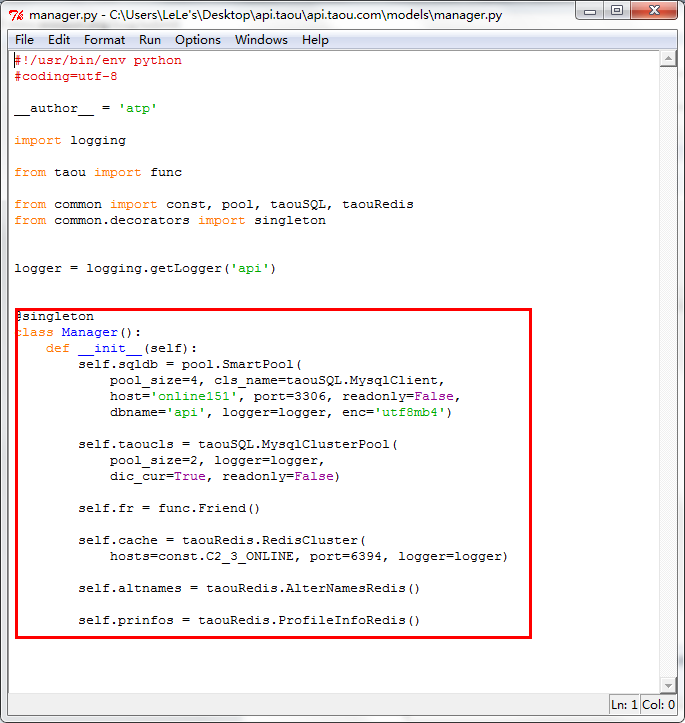 manager.py - C:\Users\LeLe's\Desktop\api.taou\api.taou.com\models\manager.py
File Edit Format Run Options Windows Help
#!/usr/bin/env python
#coding=utf-8
__author__ = 'atp'
import logging
from taou import func
from common import const, pool, taouSQL, taouRedis
from common.decorators import singleton
logger = logging.getLogger('api')
@singleton
class Manager():
    def __init__(self):
        self.sqldb = pool.SmartPool(
            pool_size=4, cls_name=taouSQL.MysqlClient,
            host='online151', port=3306, readonly=False,
            dbname='api', logger=logger, enc='utf8mb4')
        self.taoucls = taouSQL.MysqlClusterPool(
            pool_size=2, logger=logger,
            dic_cur=True, readonly=False)
        self.fr = func.Friend()
        self.cache = taouRedis.RedisCluster(
            hosts=const.C2_3_ONLINE, port=6394, logger=logger)
        self.altnames = taouRedis.AlterNamesRedis()
        self.prinfos = taouRedis.ProfileInfoRedis()
Ln: 1 Col: 0